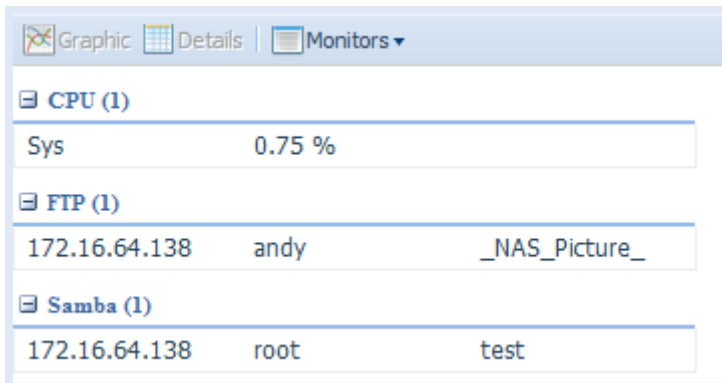 Graphic Details Monitors
CPU (1)
Sys 0.75 %
FTP (1)
172.16.64.138 andy _NAS_Picture_
Samba (1)
172.16.64.138 root test